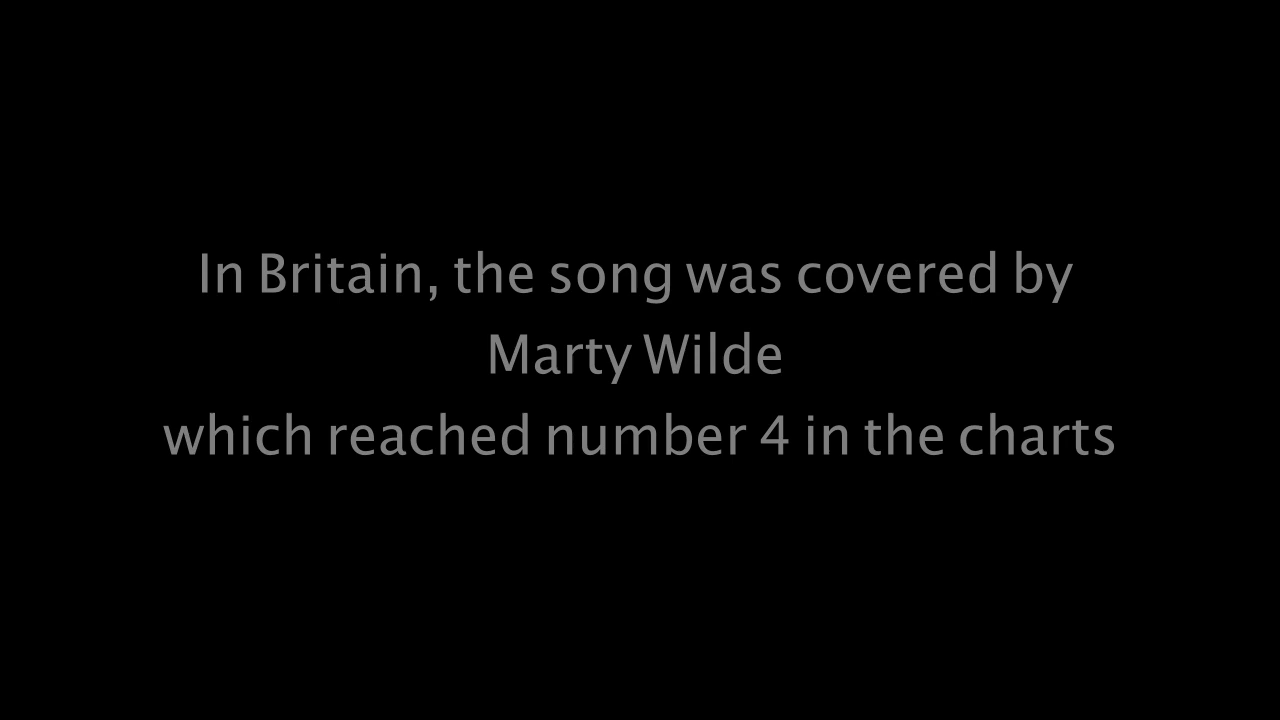 In Britain, the song was covered by
Marty Wilde
which reached number 4 in the charts